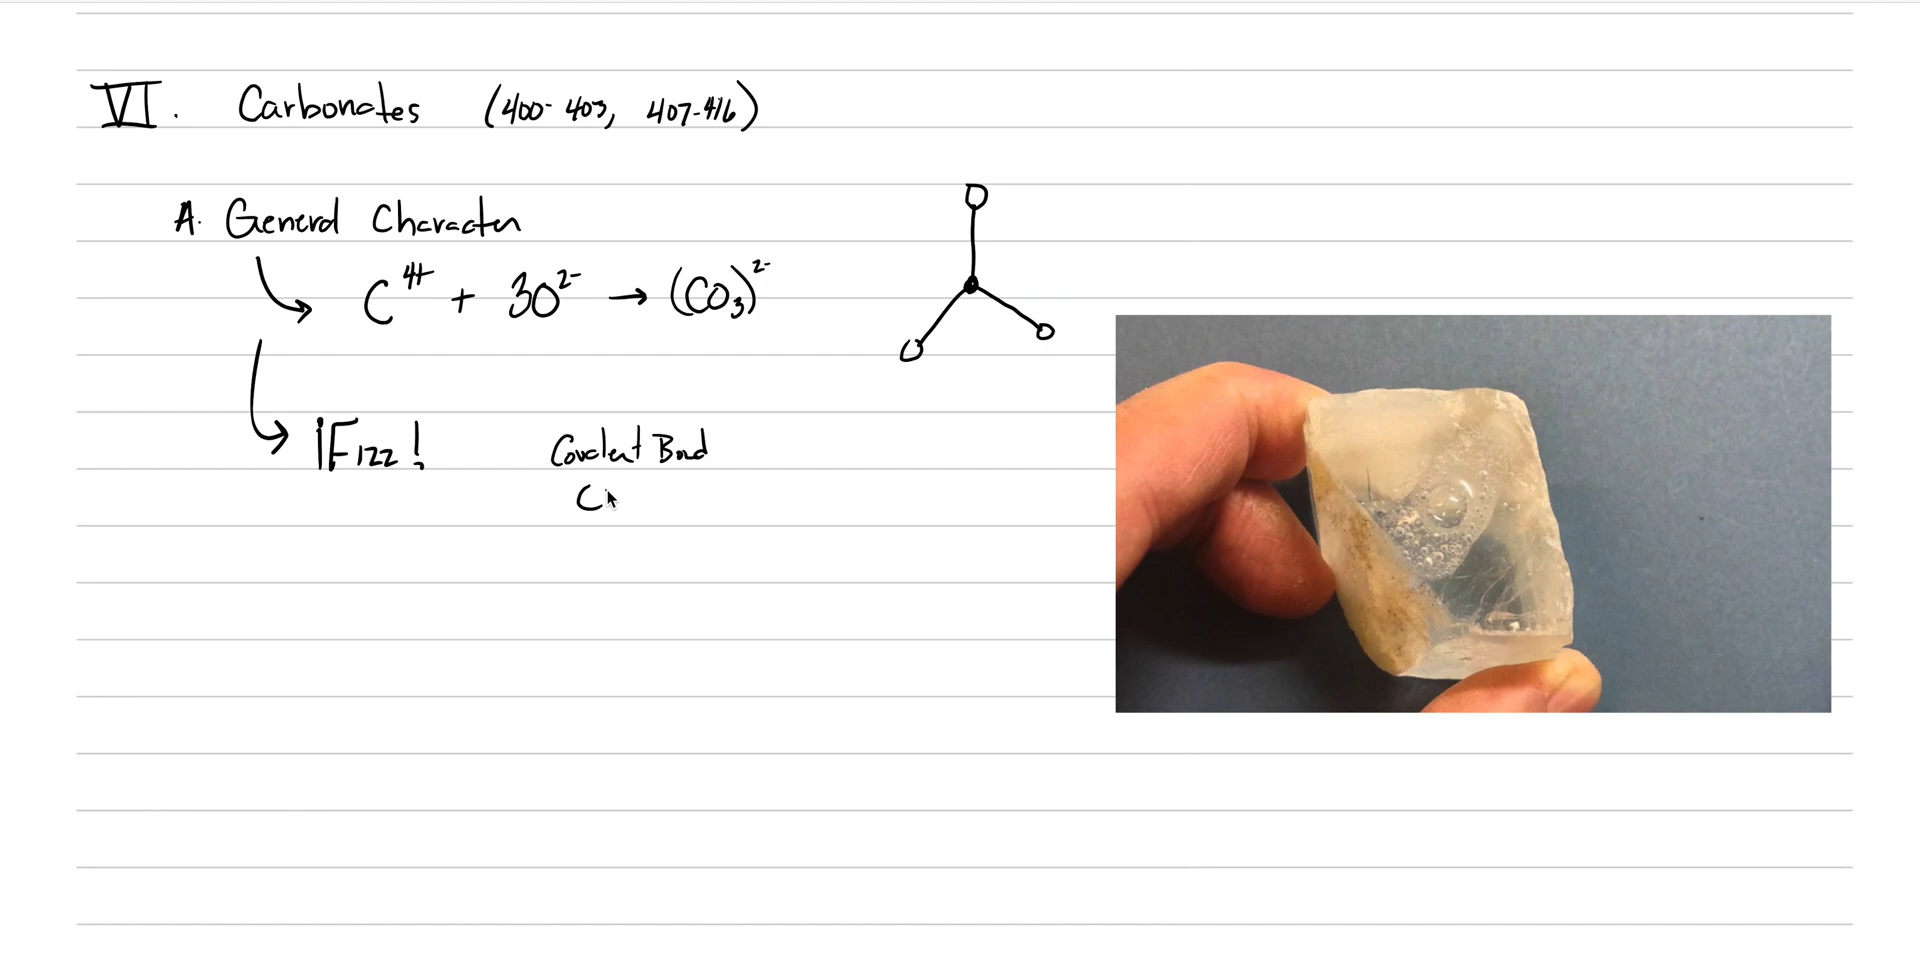 VI. Carbonates (400-403, 407-416)
A. General Character
C⁴⁺ + 3O²⁻ → (CO₃)²⁻
¡Fizz! Covalent Bond
C